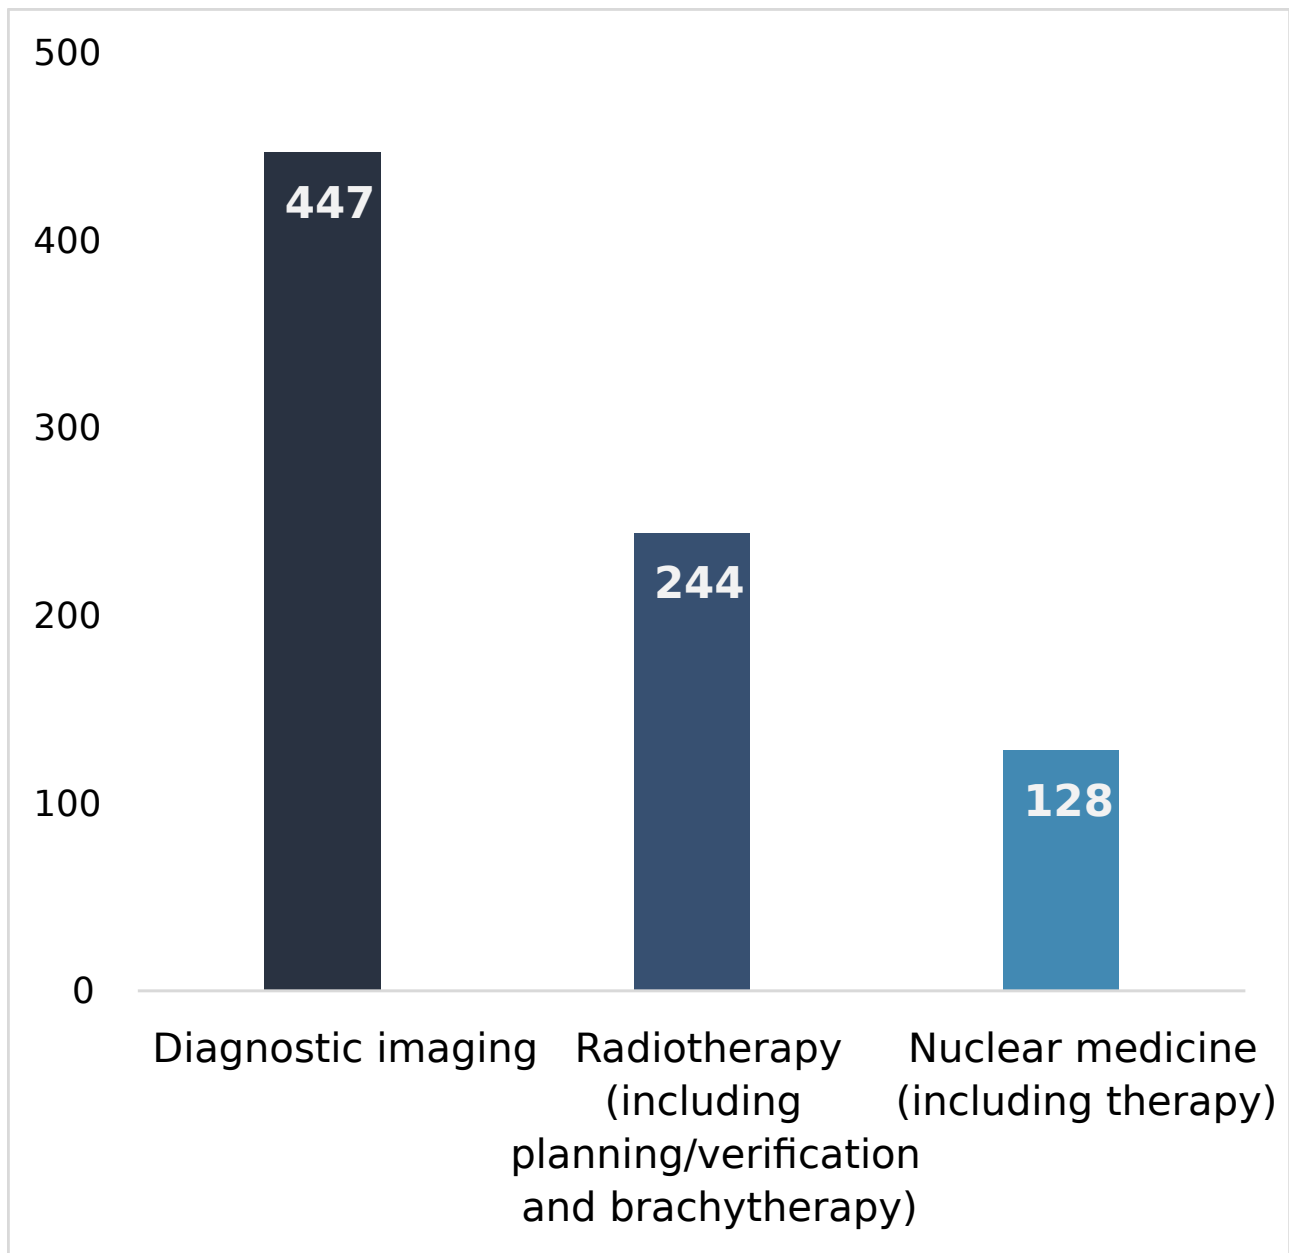 500
447
400
300
244
200
128
100
0
Diagnostic imaging
Radiotherapy
(including
planning/verification
and brachytherapy)
Nuclear medicine
(including therapy)